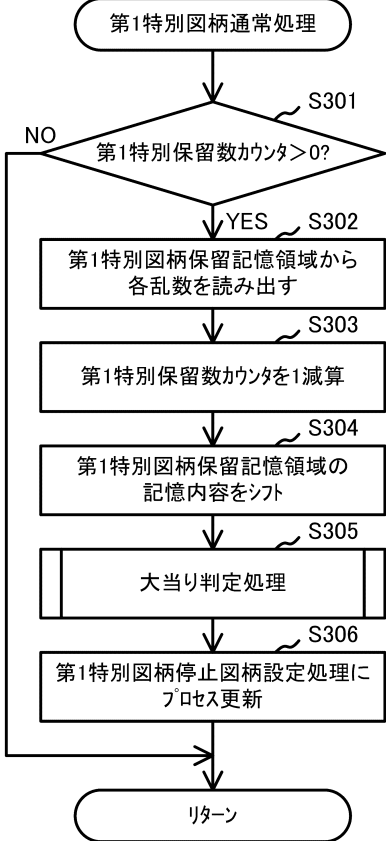 第1特別図柄通常処理
S301
NO
第1特別保留数カウンタ＞0?
YES
S302
第1特別図柄保留記憶領域から
各乱数を読み出す
S303
第1特別保留数カウンタを1減算
S304
第1特別図柄保留記憶領域の
記憶内容をシフト
S305
大当り判定処理
S306
第1特別図柄停止図柄設定処理に
プロセス更新
リターン